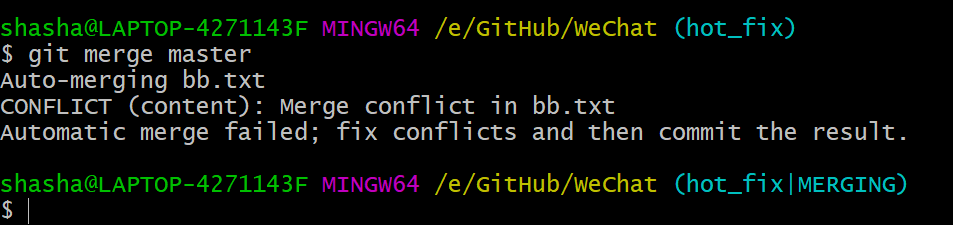 shasha@LAPTOP-4271143F MINGW64 /e/GitHub/WeChat (hot_fix)
$ git merge master
Auto-merging bb.txt
CONFLICT (content): Merge conflict in bb.txt
Automatic merge failed; fix conflicts and then commit the result.
shasha@LAPTOP-4271143F MINGW64 /e/GitHub/WeChat (hot_fix|MERGING)
$